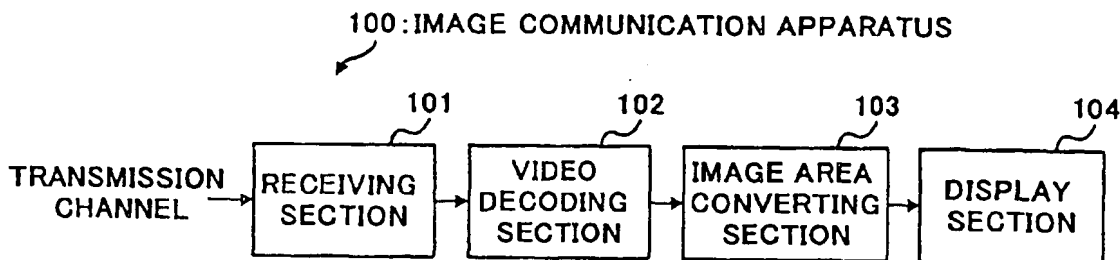 100:IMAGE COMMUNICATION APPARATUS
101
102
103
104
TRANSMISSION
CHANNEL
RECEIVING
SECTION
VIDEO
DECODING
SECTION
IMAGE AREA
CONVERTING
SECTION
DISPLAY
SECTION